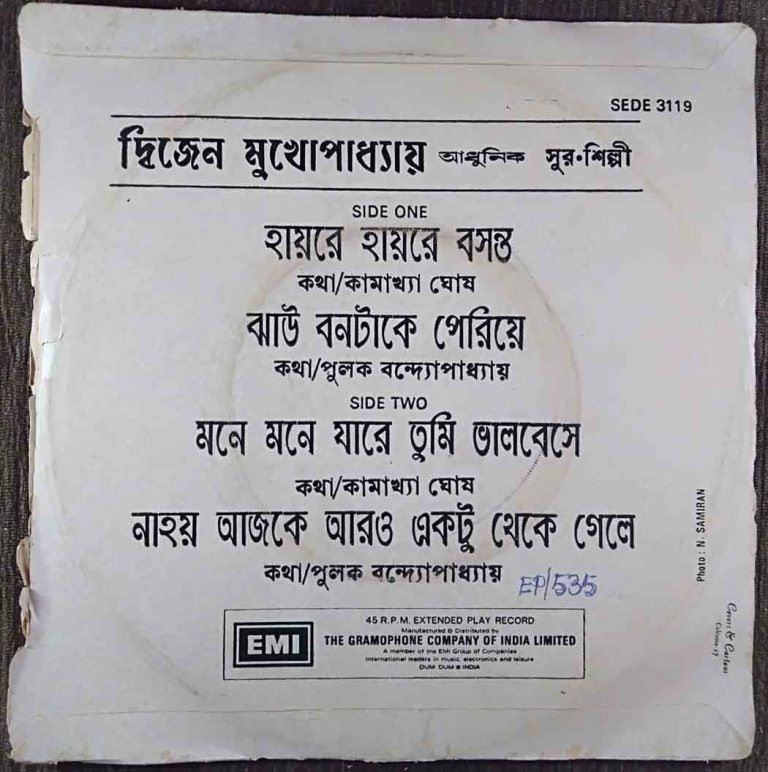 SEDE 3119
দ্বিজেন মুখোপাধ্যায় আধুনিক সুর-শিল্পী
SIDE ONE
হায়রে হায়রে বসন্ত
কথা/কামাখ্যা ঘোষ
ঝাউ বনটাকে পেরিয়ে
কথা/পুলক বন্দ্যোপাধ্যায়
SIDE TWO
মনে মনে যারে তুমি ভালবেসে
কথা/কামাখ্যা ঘোষ
নাহয় আজকে আরও একটু থেকে গেলে
কথা/পুলক বন্দ্যোপাধ্যায়
EP/535
Photo : N. SAMIRAN
Covers & Cartons
EMI
45 R.P.M. EXTENDED PLAY RECORD
Manufactured & Distributed by
THE GRAMOPHONE COMPANY OF INDIA LIMITED
A member of the EMI Group of Companies
International leaders in music, electronics and leisure
DUM DUM INDIA